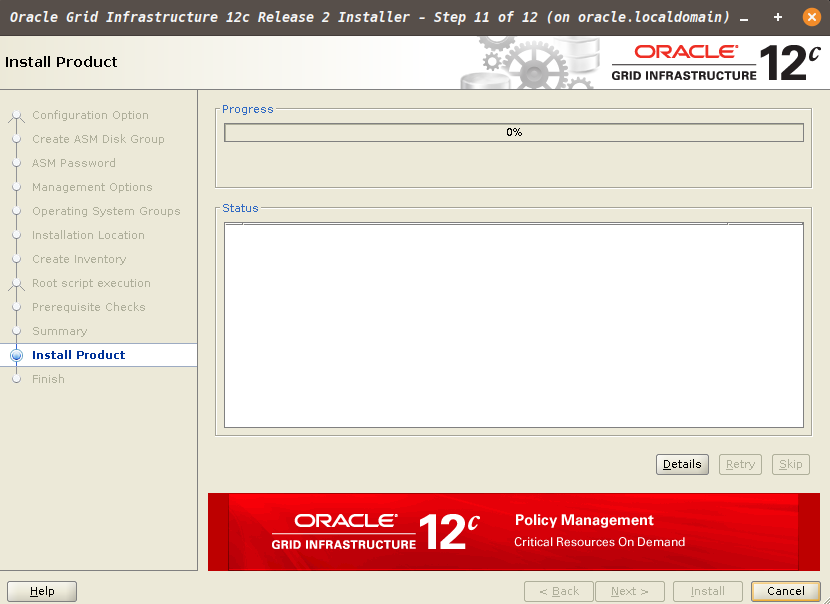 Oracle Grid Infrastructure 12c Release 2 Installer - Step 11 of 12 (on oracle.localdomain)
Install Product
ORACLE
GRID INFRASTRUCTURE 12c
Configuration Option
Create ASM Disk Group
ASM Password
Management Options
Operating System Groups
Installation Location
Create Inventory
Root script execution
Prerequisite Checks
Summary
Install Product
Finish
Progress
0%
Status
Details Retry Skip
ORACLE
GRID INFRASTRUCTURE 12c
Policy Management
Critical Resources On Demand
Help < Back Next > Install Cancel